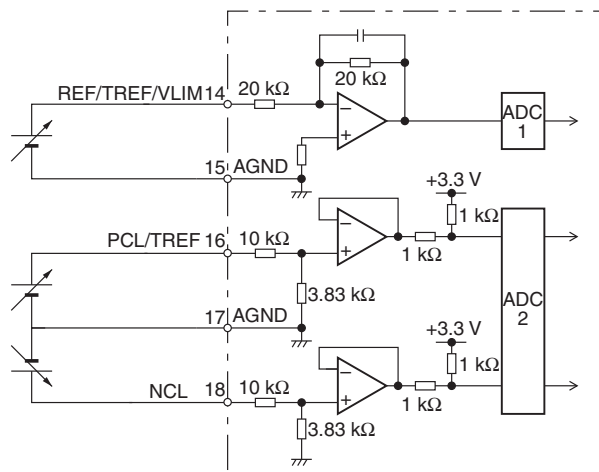 REF/TREF/VLIM 14
20 kΩ
20 kΩ
−
+
ADC
1
15 AGND
+3.3 V
PCL/TREF 16
10 kΩ
−
+
1 kΩ
1 kΩ
3.83 kΩ
ADC
2
17 AGND
+3.3 V
NCL 18
10 kΩ
−
+
1 kΩ
1 kΩ
3.83 kΩ